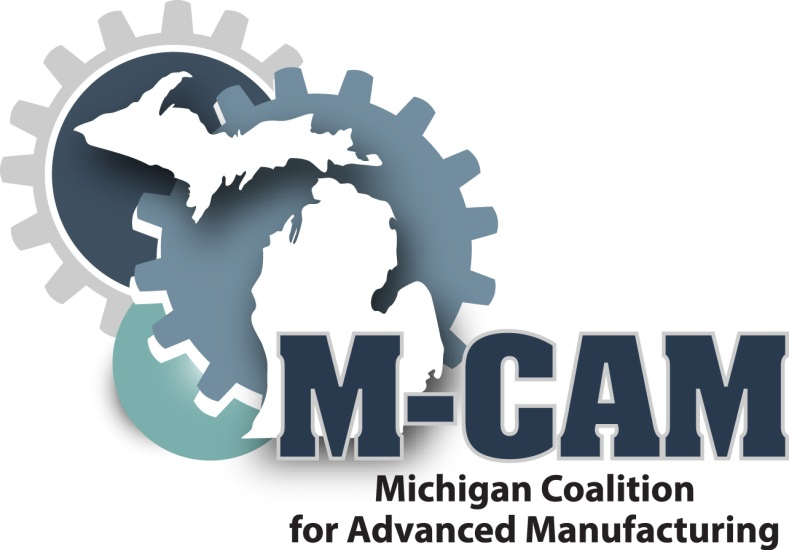 M-CAM
Michigan Coalition
for Advanced Manufacturing